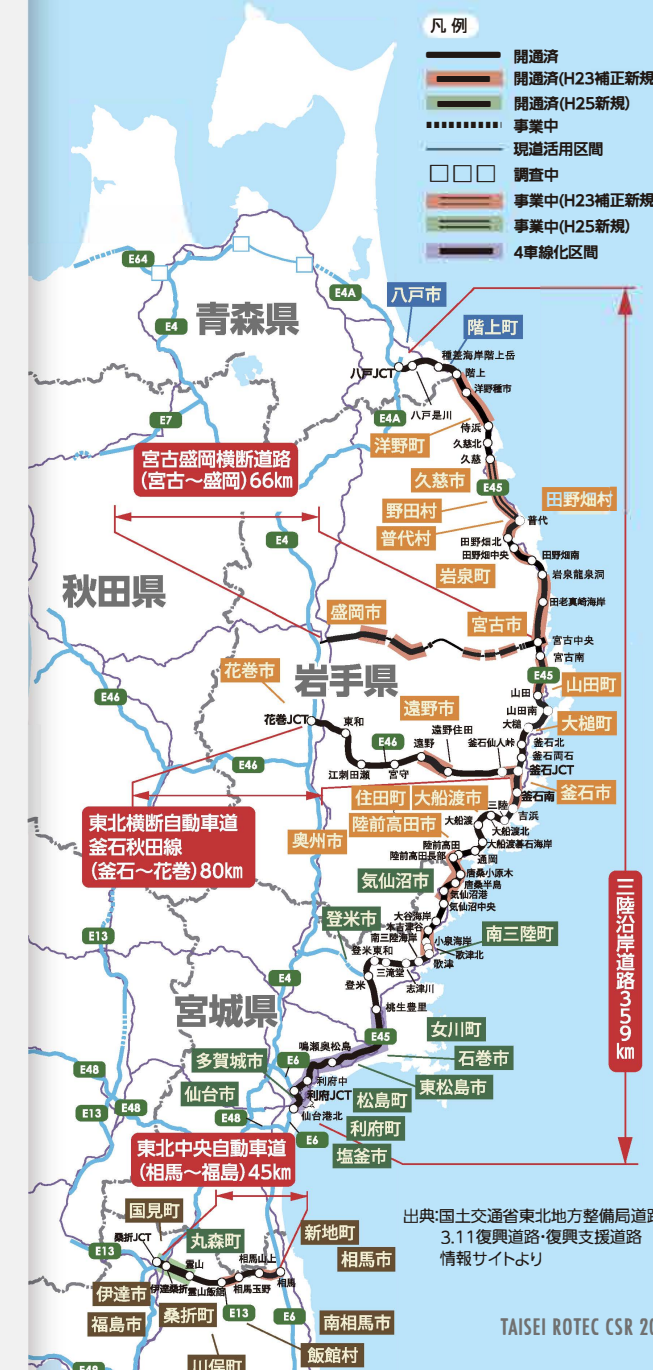 凡例
開通済
開通済(H23補正新規
開通済(H25新規)
事業中
現道活用区間
調査中
事業中(H23補正新規
事業中(H25新規)
4車線化区間
E64
E4A
E4
青森県
八戸市
階上町
八戸JCT
種差海岸階上岳
階上
八戸是川
洋野種市
E4A
E7
侍浜
洋野町
久慈北
久慈
宮古盛岡横断道路
(宮古~盛岡)66km
久慈市
E45
田野畑村
野田村
普代
普代村
E4
田野畑北
田野畑中央
田野畑南
岩泉町
岩泉龍泉洞
秋田県
田老真崎海岸
盛岡市
宮古市
宮古中央
宮古南
花巻市
岩手県
E45
山田町
山田
E46
遠野市
山田南
花巻JCT
東和
大槌
大槌町
遠野住田
E46
遠野
釜石仙人峠
釜石北
釜石両石
E46
江刺田瀬
宮守
釜石JCT
釜石南
釜石市
住田町
大船渡市
三陸
吉浜
東北横断自動車道
釜石秋田線
(釜石~花巻)80km
陸前高田市
大船渡
大船渡北
奥州市
陸前高田
大船渡碁石海岸
陸前高田長部
通岡
気仙沼市
唐桑小原木
唐桑半島
気仙沼港
気仙沼中央
三陸沿岸道路359km
登米市
大谷海岸
本吉津谷
E13
南三陸海岸
小泉海岸
南三陸町
登米東和
歌津北
歌津
三滝堂
E4
登米
志津川
宮城県
桃生豊里
女川町
鳴瀬奥松島
E45
多賀城市
E6
石巻市
E48
利府中
東松島市
仙台市
利府JCT
松島町
E13
E48
仙台港北
E48
利府町
E6
東北中央自動車道
(相馬~福島)45km
塩釜市
国見町
出典:国土交通省東北地方整備局道路
3.11復興道路・復興支援道路
情報サイトより
新地町
桑折JCT
丸森町
E13
霊山
相馬山上
相馬市
伊達桑折
霊山飯舘
相馬玉野
相馬
伊達市
桑折町
E13
E6
南相馬市
福島市
飯館村
TAISEI ROTEC CSR 20
川俣町